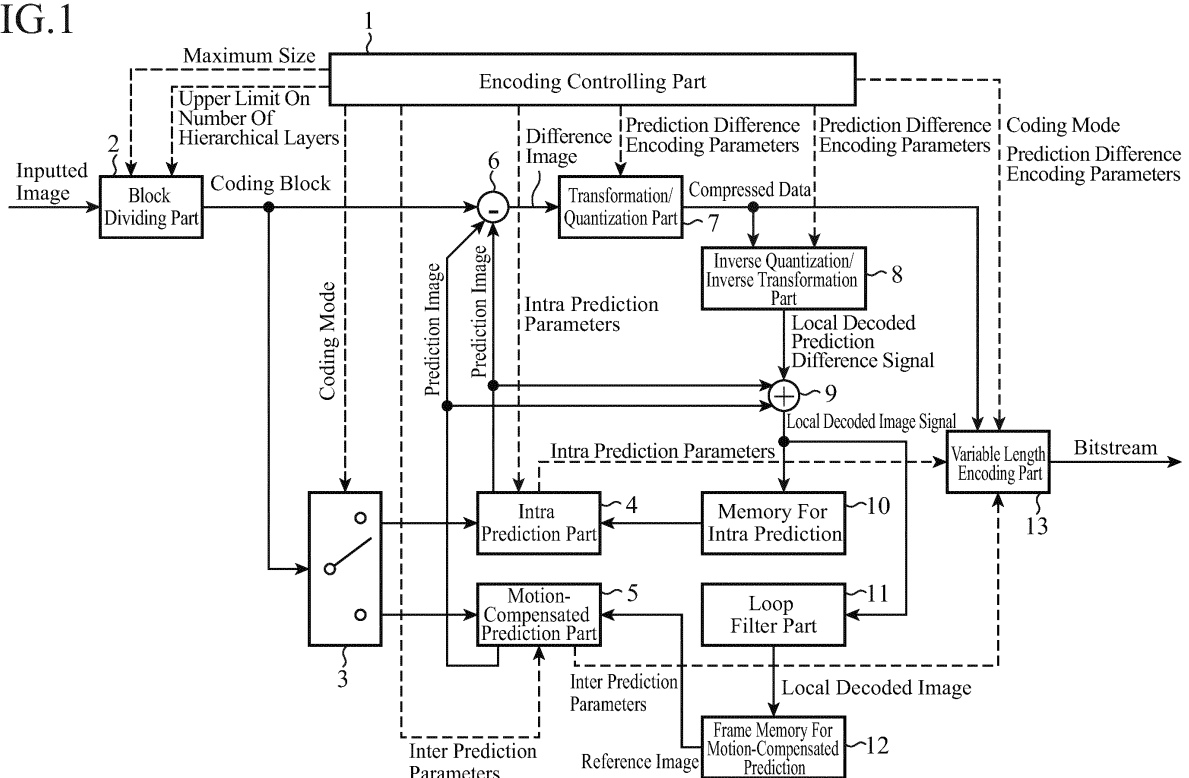 IG.1
1
Maximum Size
Encoding Controlling Part
Upper Limit On
Number Of
Hierarchical Layers
2
Inputted
Image
Block
Dividing Part
Coding Block
6
-
Difference
Image
Prediction Difference
Encoding Parameters
Prediction Difference
Encoding Parameters
Coding Mode
Prediction Difference
Encoding Parameters
Transformation/
Quantization Part
7
Compressed Data
Inverse Quantization/
Inverse Transformation
Part
8
Coding Mode
Prediction Image
Prediction Image
Intra Prediction
Parameters
Local Decoded
Prediction
Difference Signal
+
9
Local Decoded Image Signal
Intra Prediction Parameters
Variable Length
Encoding Part
13
Bitstream
Intra
Prediction Part
4
Memory For
Intra Prediction
10
3
Motion-
Compensated
Prediction Part
5
Loop
Filter Part
11
Inter Prediction
Parameters
Local Decoded Image
Inter Prediction
Parameters
Reference Image
Frame Memory For
Motion-Compensated
Prediction
12